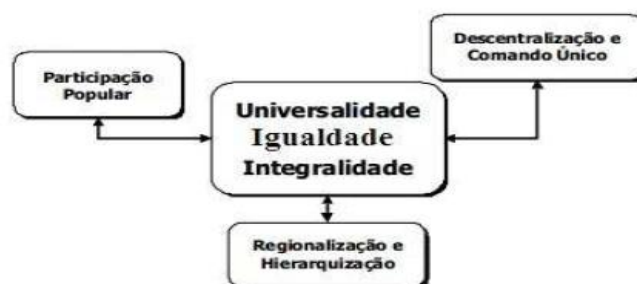 Descentralização e
Comando Único
Participação
Popular
Universalidade
Igualdade
Integralidade
Regionalização e
Hierarquização